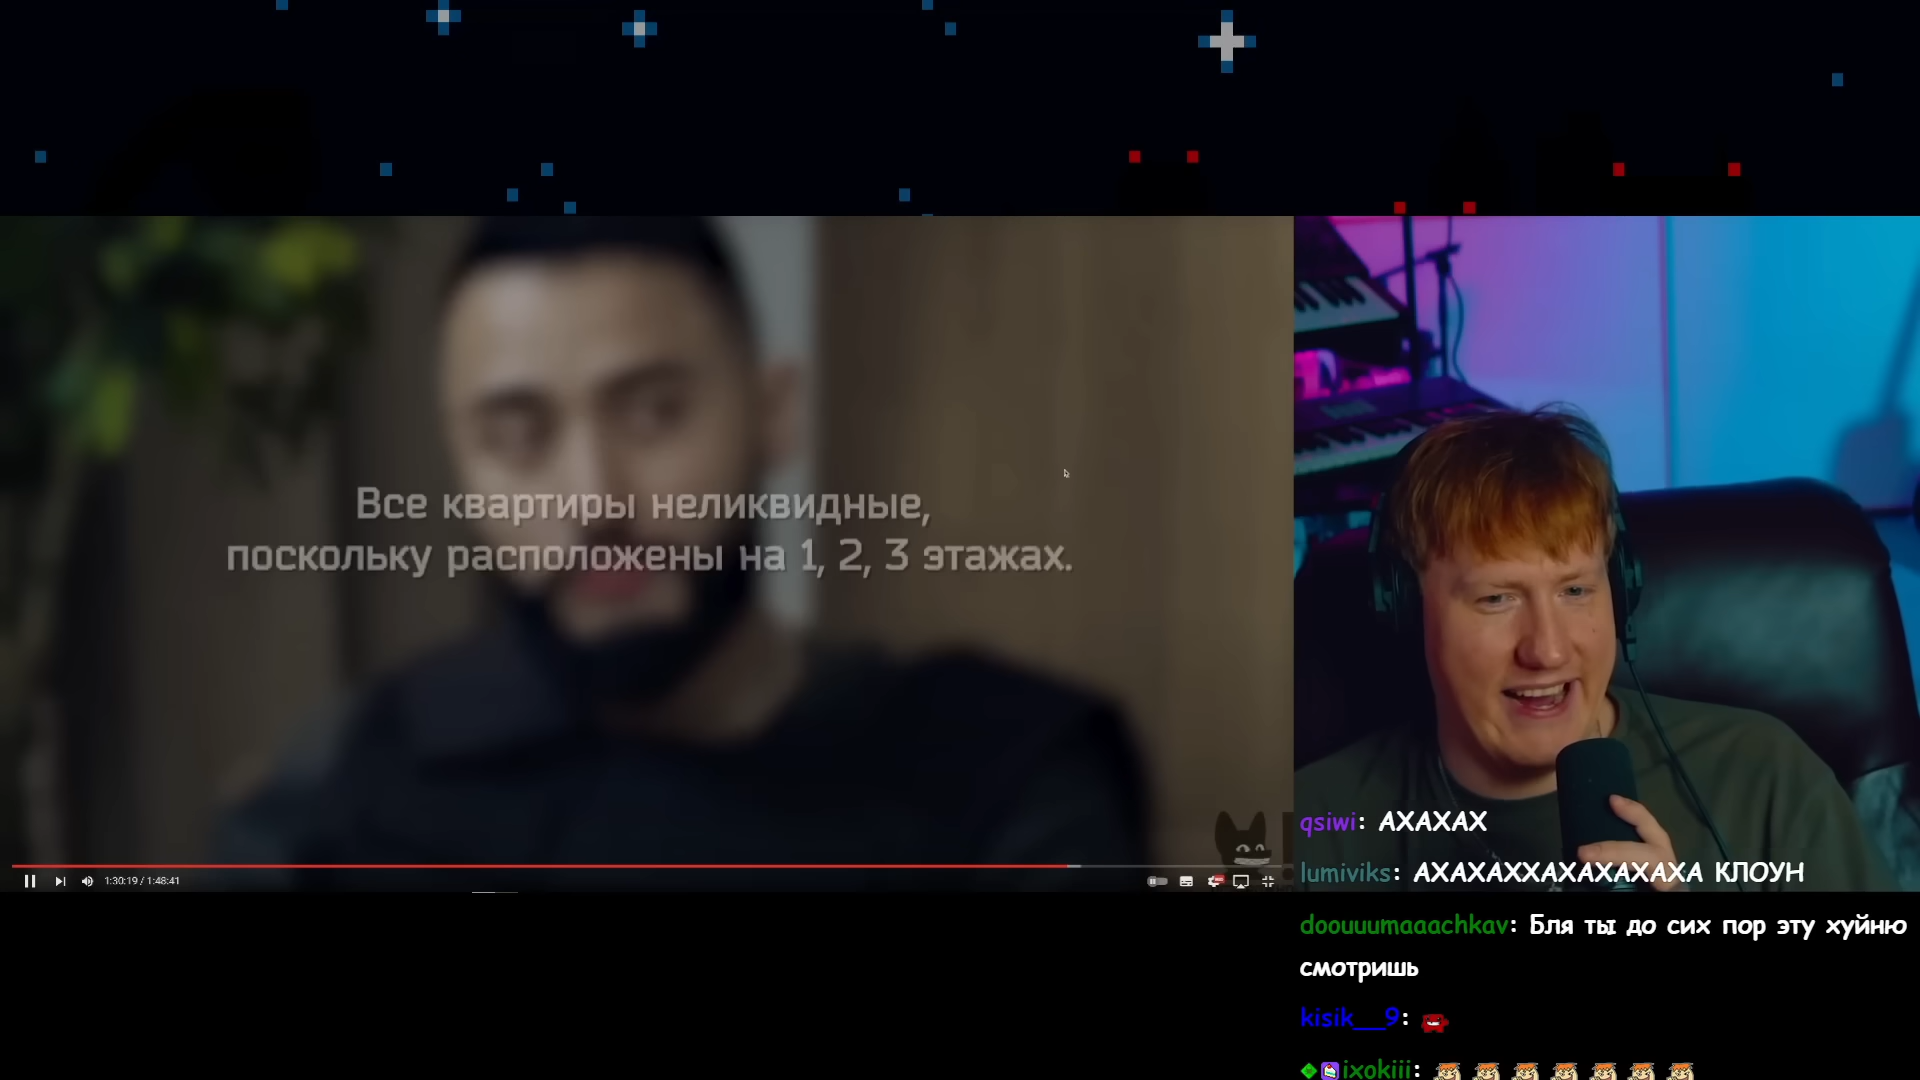 Все квартиры неликвидные,
поскольку расположены на 1, 2, 3 этажах.
1:30:19 / 1:48:41
qsiwi: АХАХАХ
lumiviks: АХАХАХХАХАХАХАХА КЛОУН
doouuumaaachkav: Бля ты до сих пор эту хуйню
смотришь
kisik__9:
ixokiii: